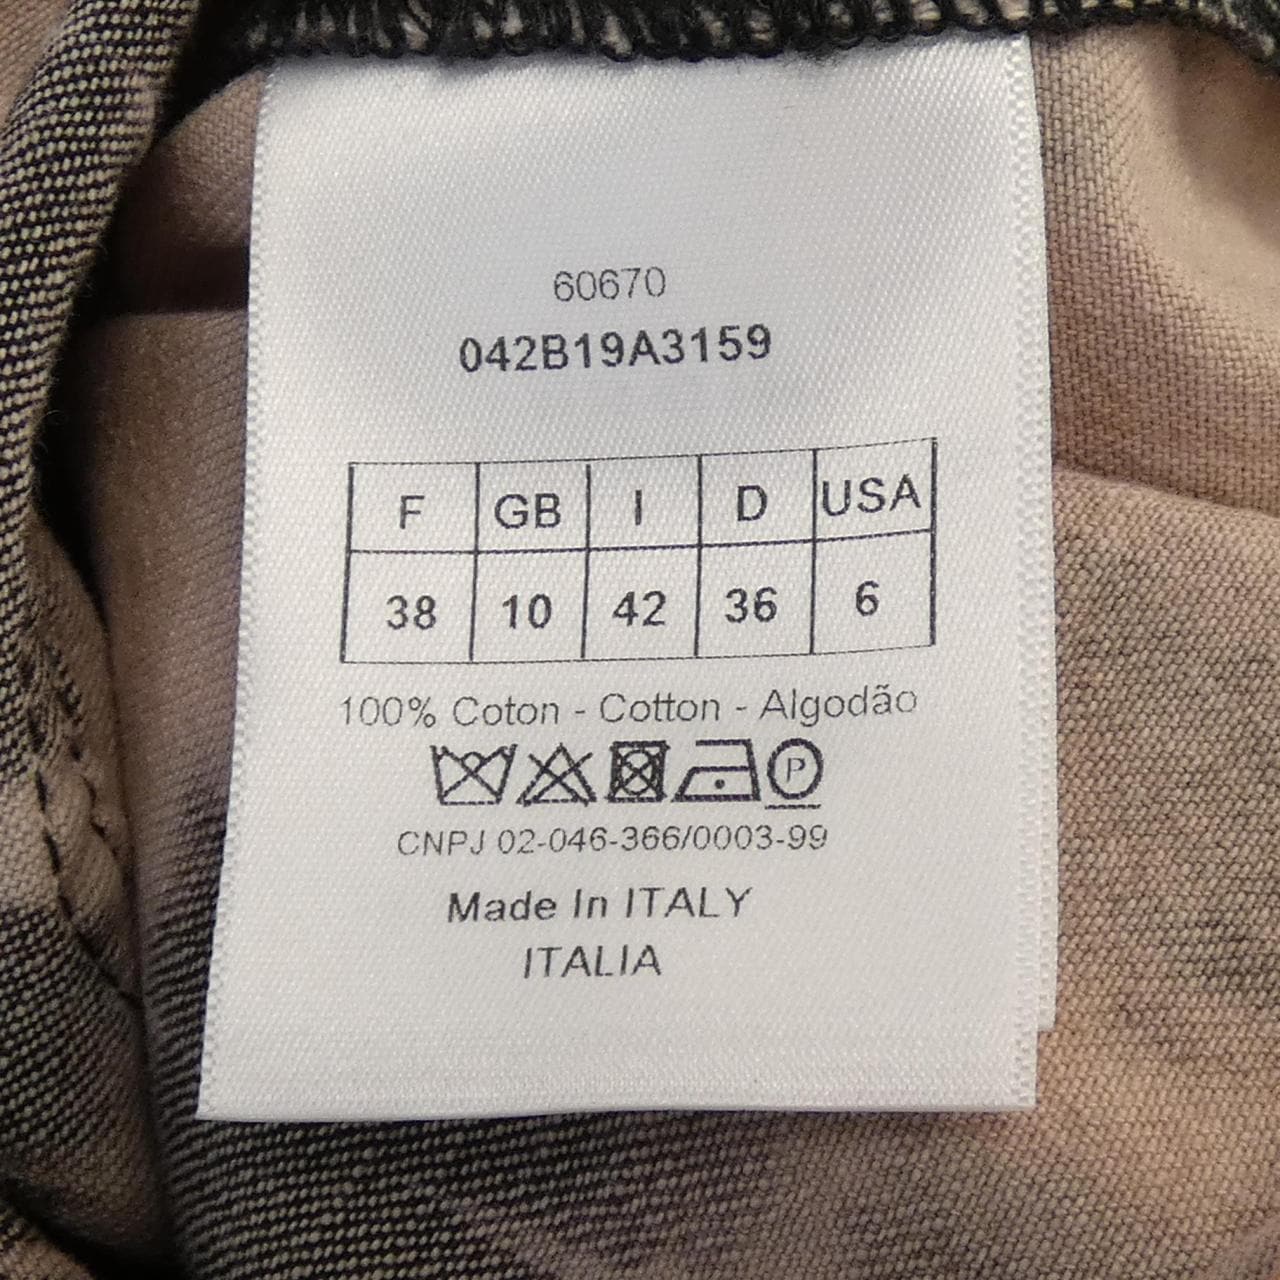 60670
042B19A3159
F GB I D USA
38 10 42 36 6
100% Coton - Cotton - Algodão
P
CNPJ 02-046-366/0003-99
Made In ITALY
ITALIA